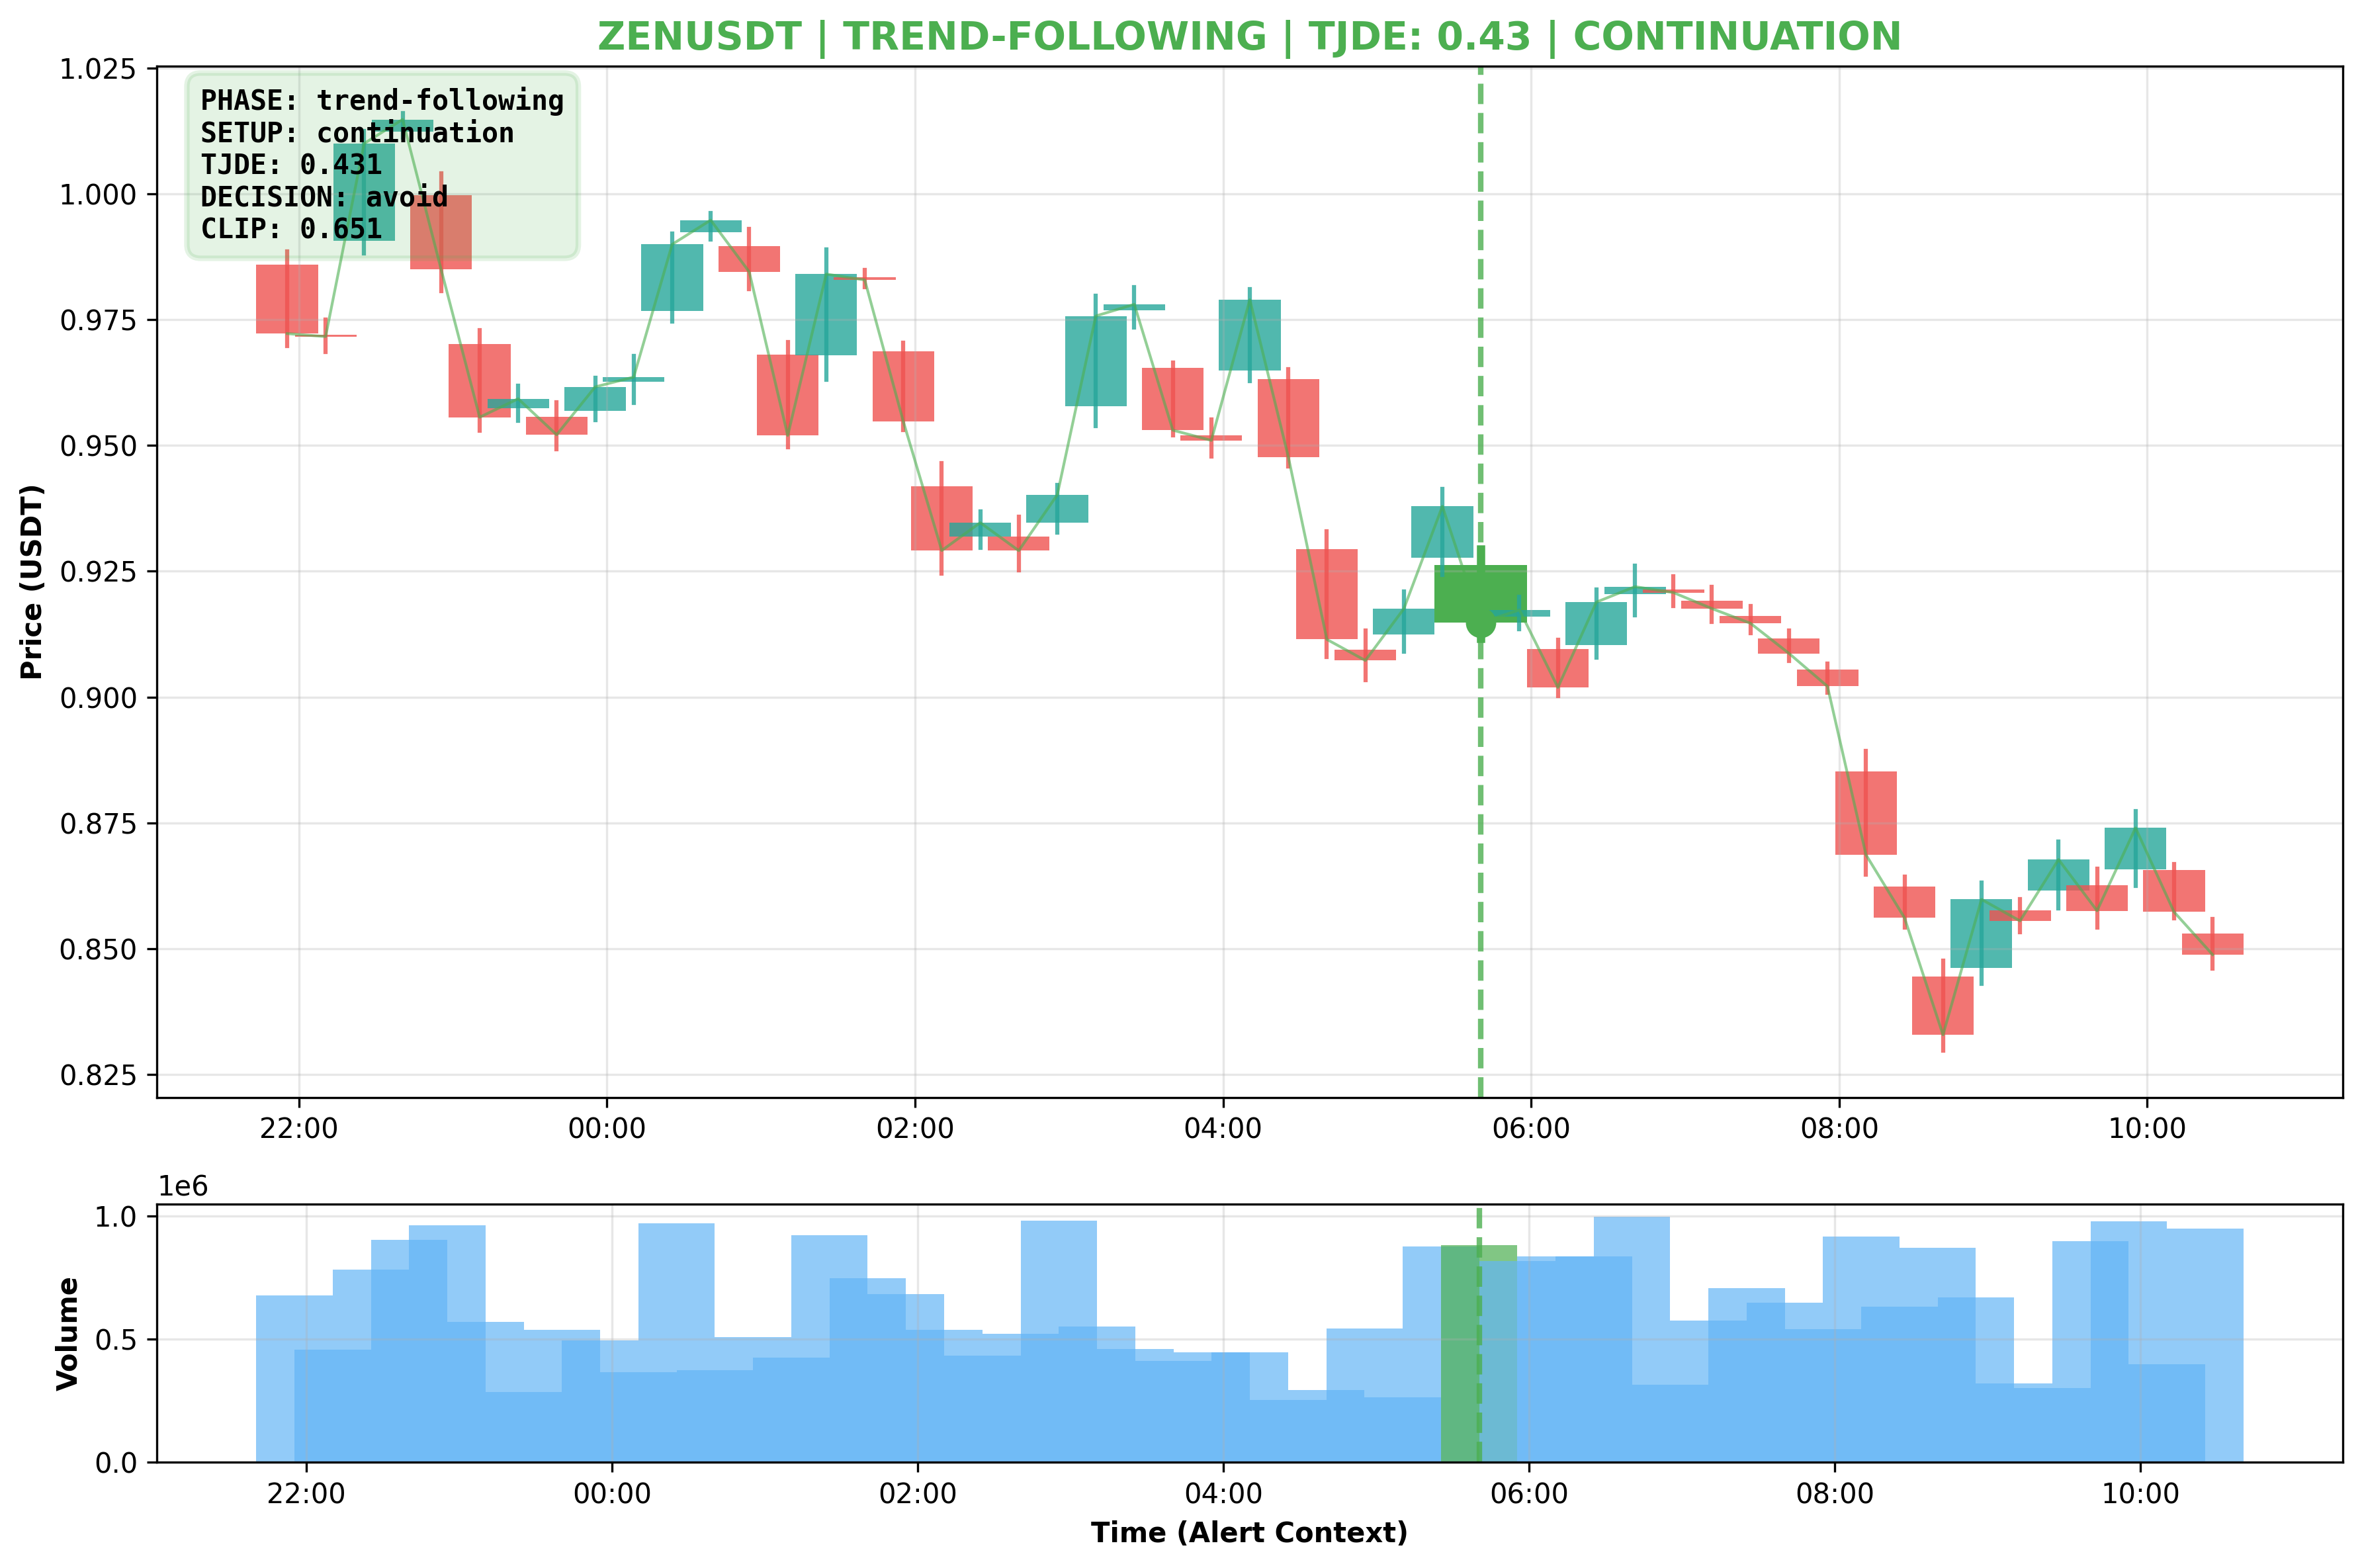 ZENUSDT | TREND-FOLLOWING | TJDE: 0.43 | CONTINUATION
PHASE: trend-following
SETUP: continuation
TJDE: 0.431
DECISION: avoid
CLIP: 0.651
Price (USDT)
1.025
1.000
0.975
0.950
0.925
0.900
0.875
0.850
0.825
22:00 00:00 02:00 04:00 06:00 08:00 10:00
1e6
Volume
1.0
0.5
0.0
22:00 00:00 02:00 04:00 06:00 08:00 10:00
Time (Alert Context)